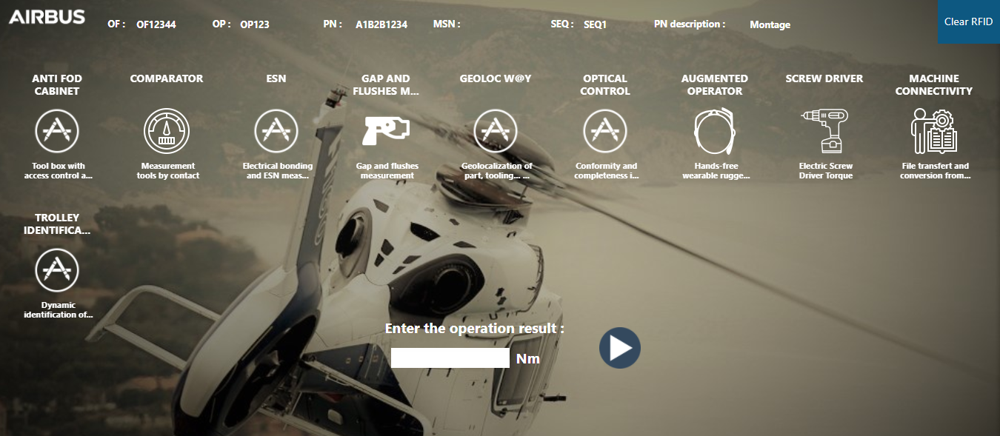 AIRBUS
OF : OF12344 OP : OP123 PN : A1B2B1234 MSN : SEQ : SEQ1 PN description : Montage
Clear RFID
ANTI FOD
CABINET
Tool box with
access control a...
COMPARATOR
Measurement
tools by contact
ESN
Electrical bonding
and ESN meas...
GAP AND
FLUSHES M...
Gap and flushes
measurement
GEOLOC W@Y
Geolocalization of
part, tooling... ...
OPTICAL
CONTROL
Conformity and
completeness i...
AUGMENTED
OPERATOR
Hands-free
wearable rugge...
SCREW DRIVER
Electric Screw
Driver Torque
MACHINE
CONNECTIVITY
File transfert and
conversion from...
TROLLEY
IDENTIFICA...
Dynamic
identification of...
Enter the operation result :
Nm